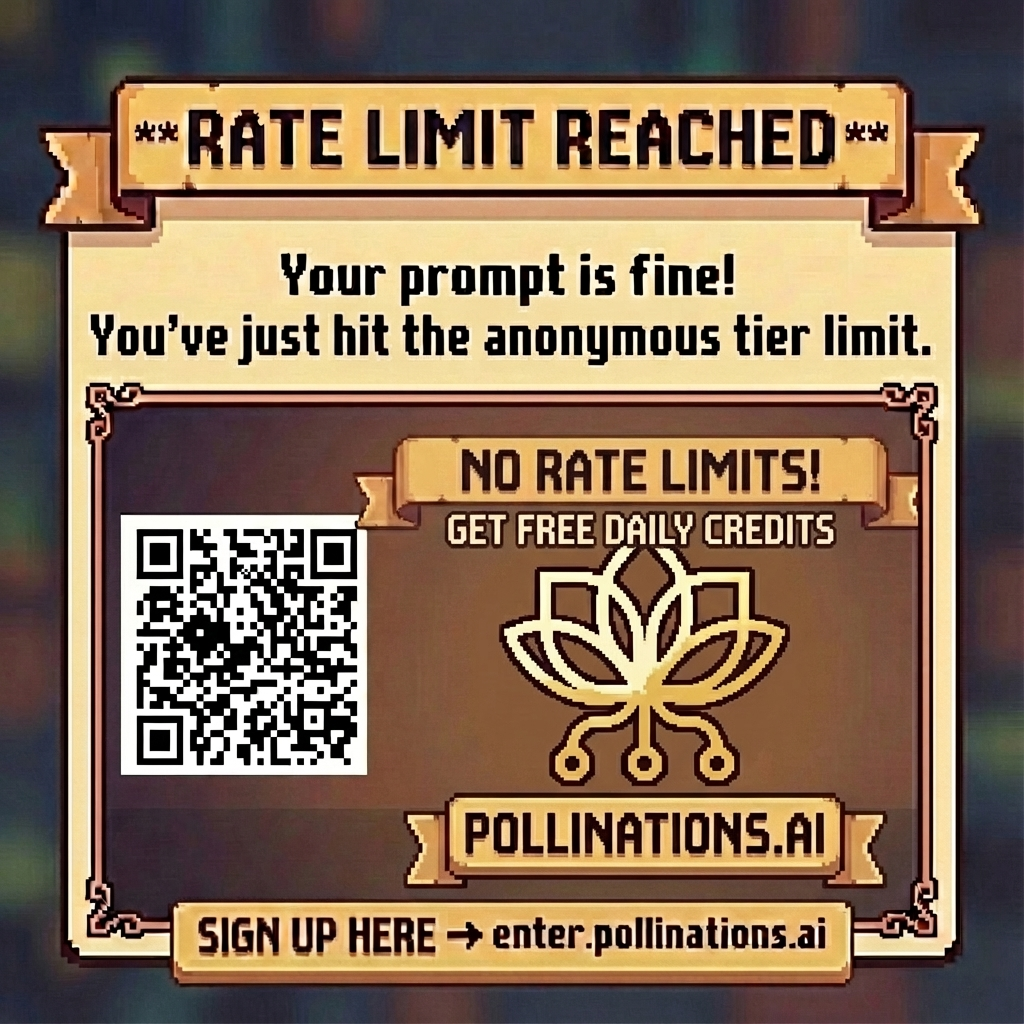 **RATE LIMIT REACHED**
Your prompt is fine!
You've just hit the anonymous tier limit.
NO RATE LIMITS!
GET FREE DAILY CREDITS
POLLINATIONS.AI
SIGN UP HERE → enter.pollinations.ai